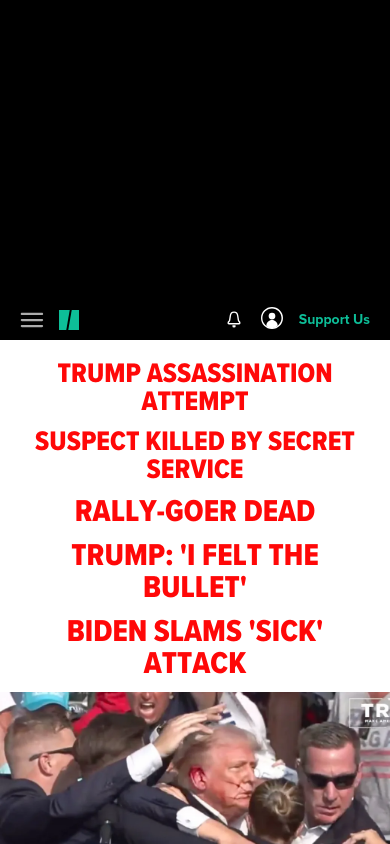 Support Us
TRUMP ASSASSINATION
ATTEMPT
SUSPECT KILLED BY SECRET
SERVICE
RALLY-GOER DEAD
TRUMP: 'I FELT THE
BULLET'
BIDEN SLAMS 'SICK'
ATTACK
TR